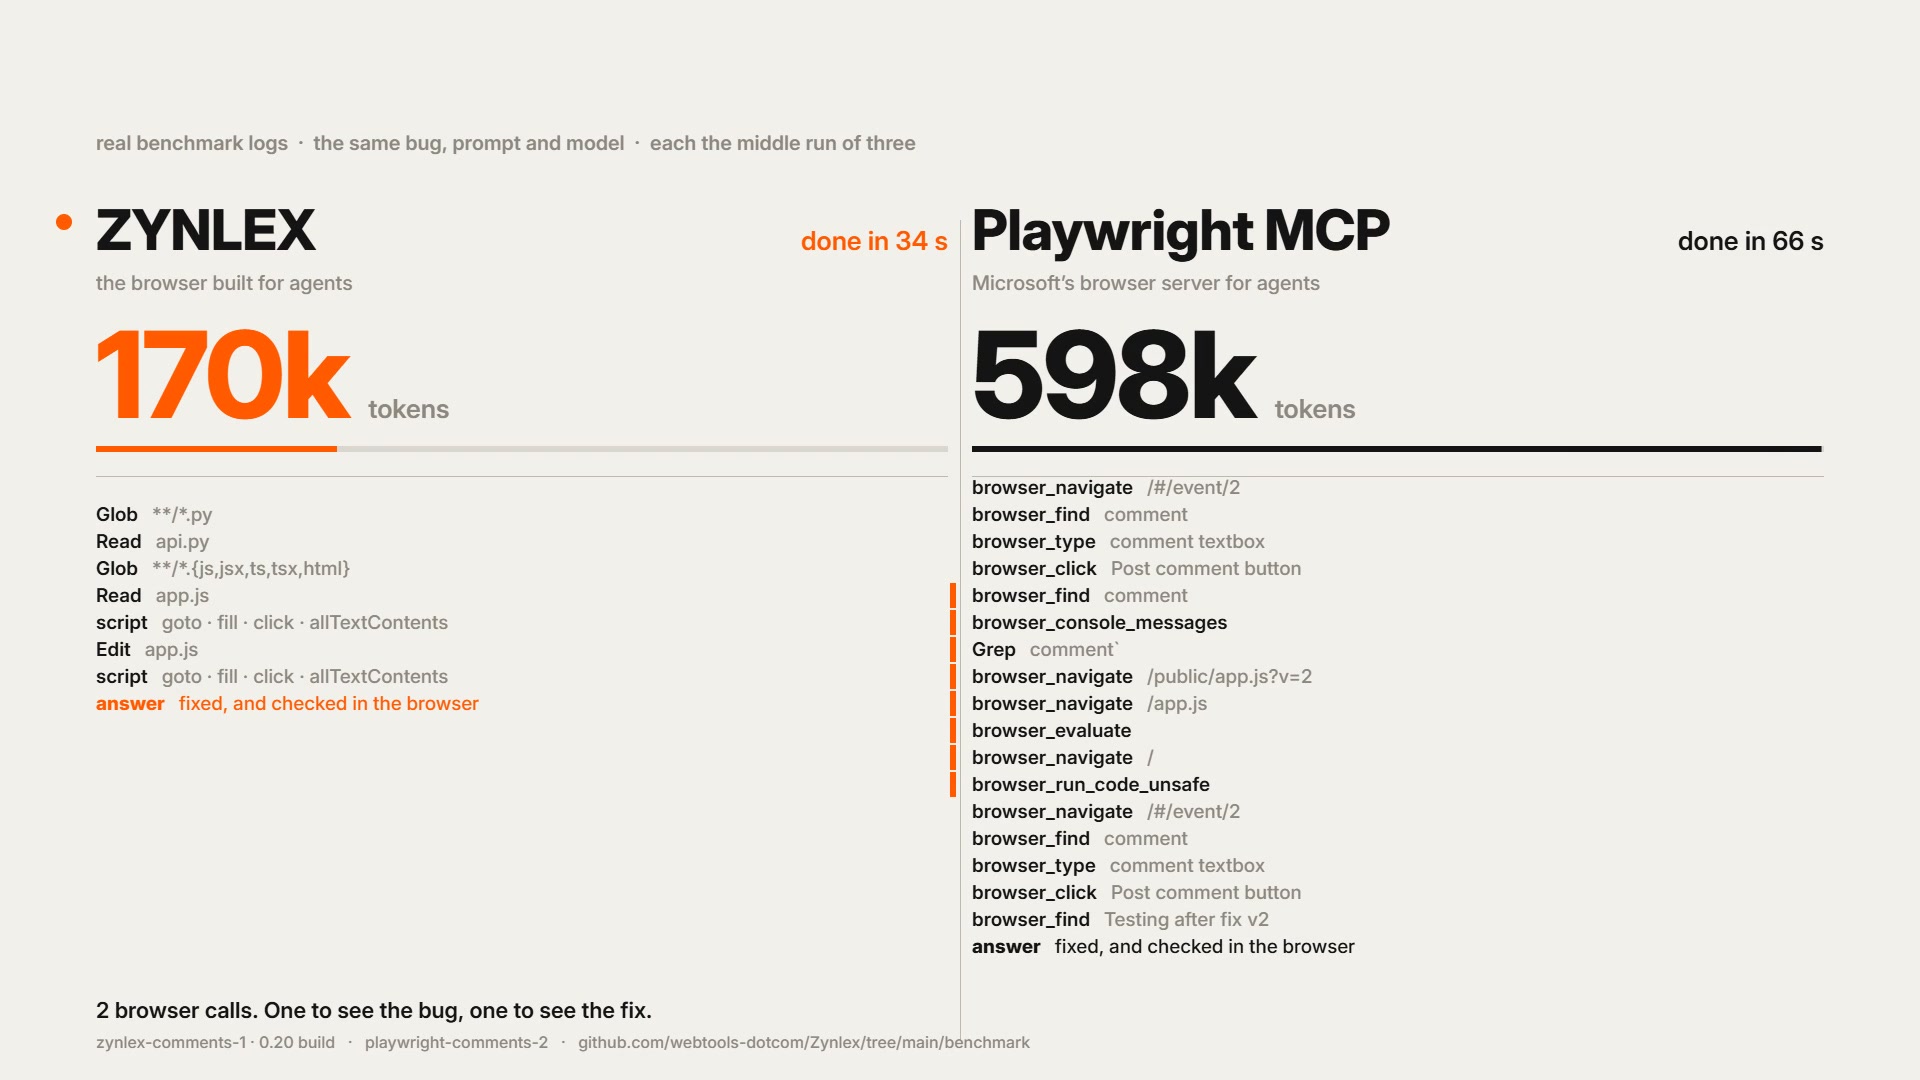 real benchmark logs · the same bug, prompt and model · each the middle run of three
ZYNLEX
done in 34 s
the browser built for agents
170k tokens
Glob **/*.py
Read api.py
Glob **/*.{js,jsx,ts,tsx,html}
Read app.js
script goto · fill · click · allTextContents
Edit app.js
script goto · fill · click · allTextContents
answer fixed, and checked in the browser
Playwright MCP
done in 66 s
Microsoft’s browser server for agents
598k tokens
browser_navigate /#/event/2
browser_find comment
browser_type comment textbox
browser_click Post comment button
browser_find comment
browser_console_messages
Grep comment`
browser_navigate /public/app.js?v=2
browser_navigate /app.js
browser_evaluate
browser_navigate /
browser_run_code_unsafe
browser_navigate /#/event/2
browser_find comment
browser_type comment textbox
browser_click Post comment button
browser_find Testing after fix v2
answer fixed, and checked in the browser
2 browser calls. One to see the bug, one to see the fix.
zynlex-comments-1 · 0.20 build · playwright-comments-2 · github.com/webtools-dotcom/Zynlex/tree/main/benchmark